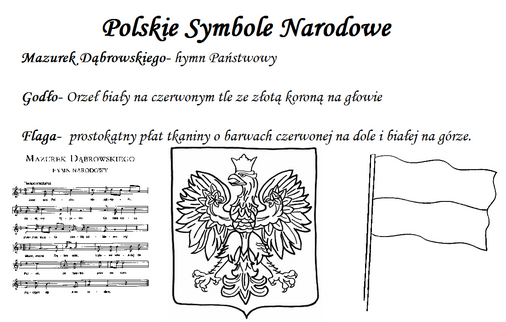 Polskie Symbole Narodowe
Mazurek Dąbrowskiego- hymn Państwowy
Godło- Orzeł biały na czerwonym tle ze złotą koroną na głowie
Flaga- prostokątny płat tkaniny o barwach czerwonej na dole i białej na górze.
MAZUREK DĄBROWSKIEGO
HYMN NARODOWY